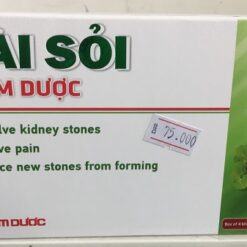 ÀI SỎI
M DƯỢC
75.000
lve kidney stones
ve pain
ce new stones from forming
M DƯỢC